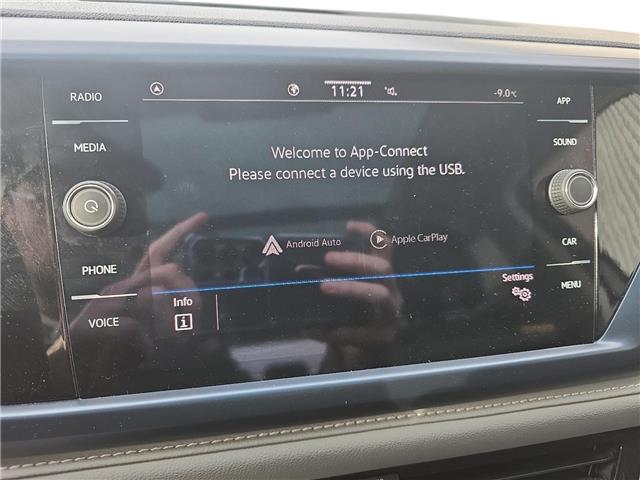 RADIO
MEDIA
PHONE
VOICE
11:21
-9.0°C
Welcome to App-Connect
Please connect a device using the USB.
Android Auto
Apple CarPlay
Settings
Info
i
APP
SOUND
CAR
MENU